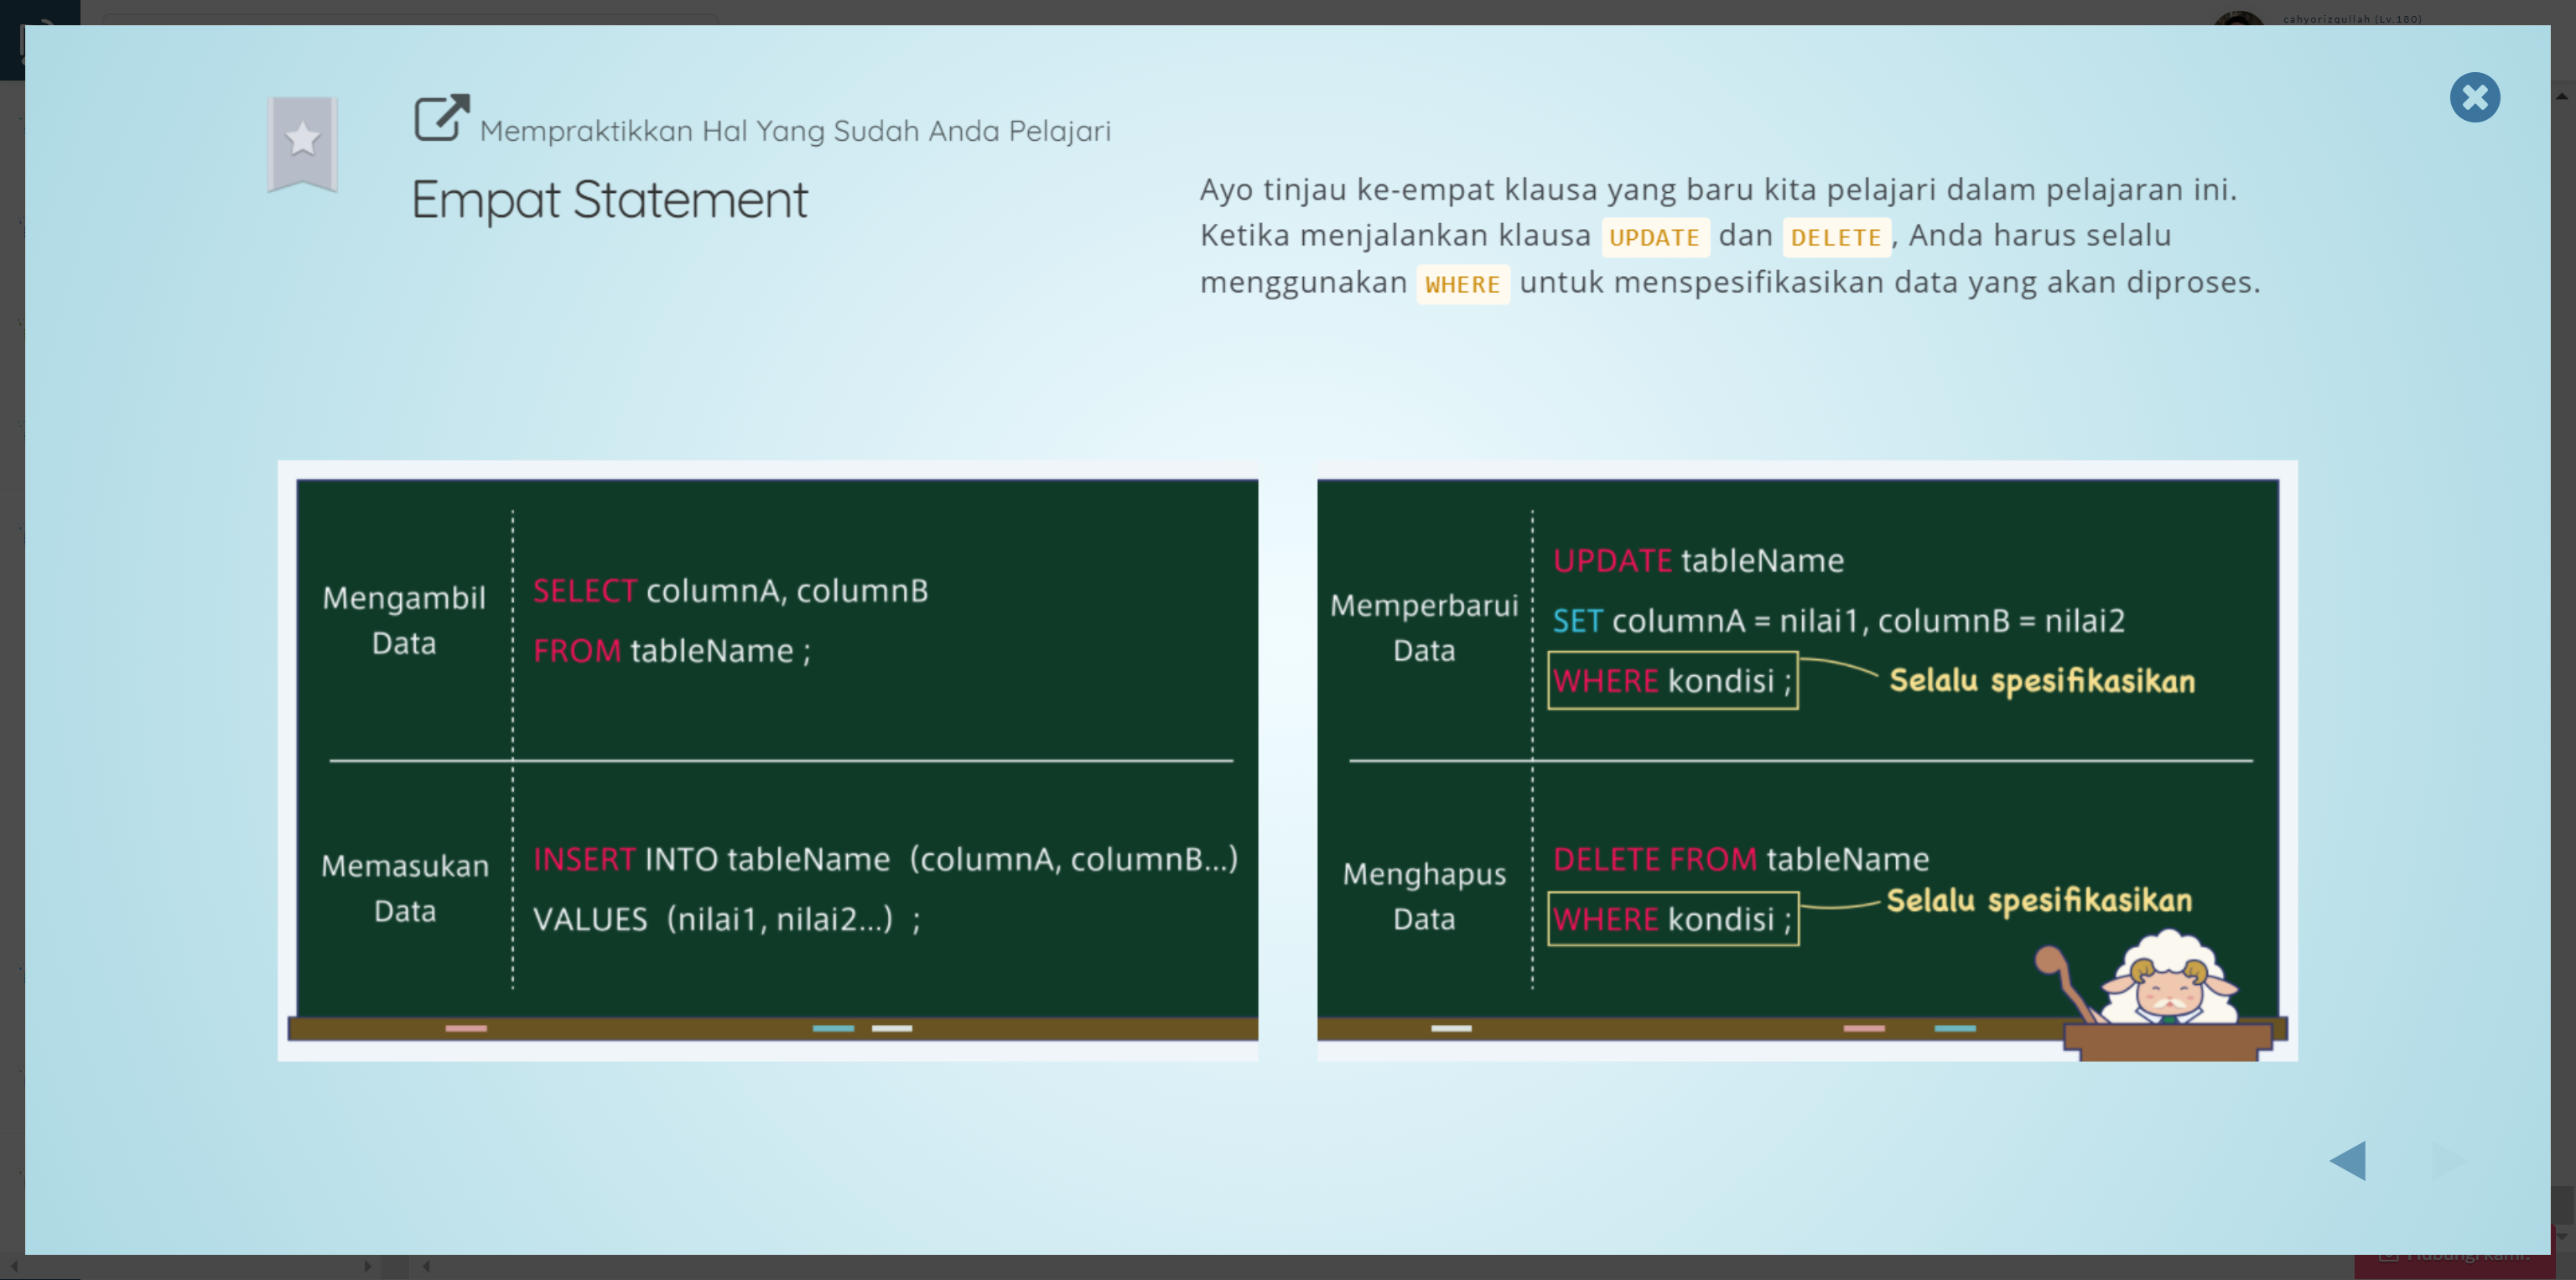 cahyorizqullah (Lv.180)
Mempraktikkan Hal Yang Sudah Anda Pelajari
Empat Statement
Ayo tinjau ke-empat klausa yang baru kita pelajari dalam pelajaran ini.
Ketika menjalankan klausa UPDATE dan DELETE, Anda harus selalu
menggunakan WHERE untuk menspesifikasikan data yang akan diproses.
Mengambil
Data
SELECT columnA, columnB
FROM tableName ;
Memasukan
Data
INSERT INTO tableName (columnA, columnB...)
VALUES (nilai1, nilai2...) ;
Memperbarui
Data
UPDATE tableName
SET columnA = nilai1, columnB = nilai2
WHERE kondisi ;
Selalu spesifikasikan
Menghapus
Data
DELETE FROM tableName
WHERE kondisi ;
Selalu spesifikasikan